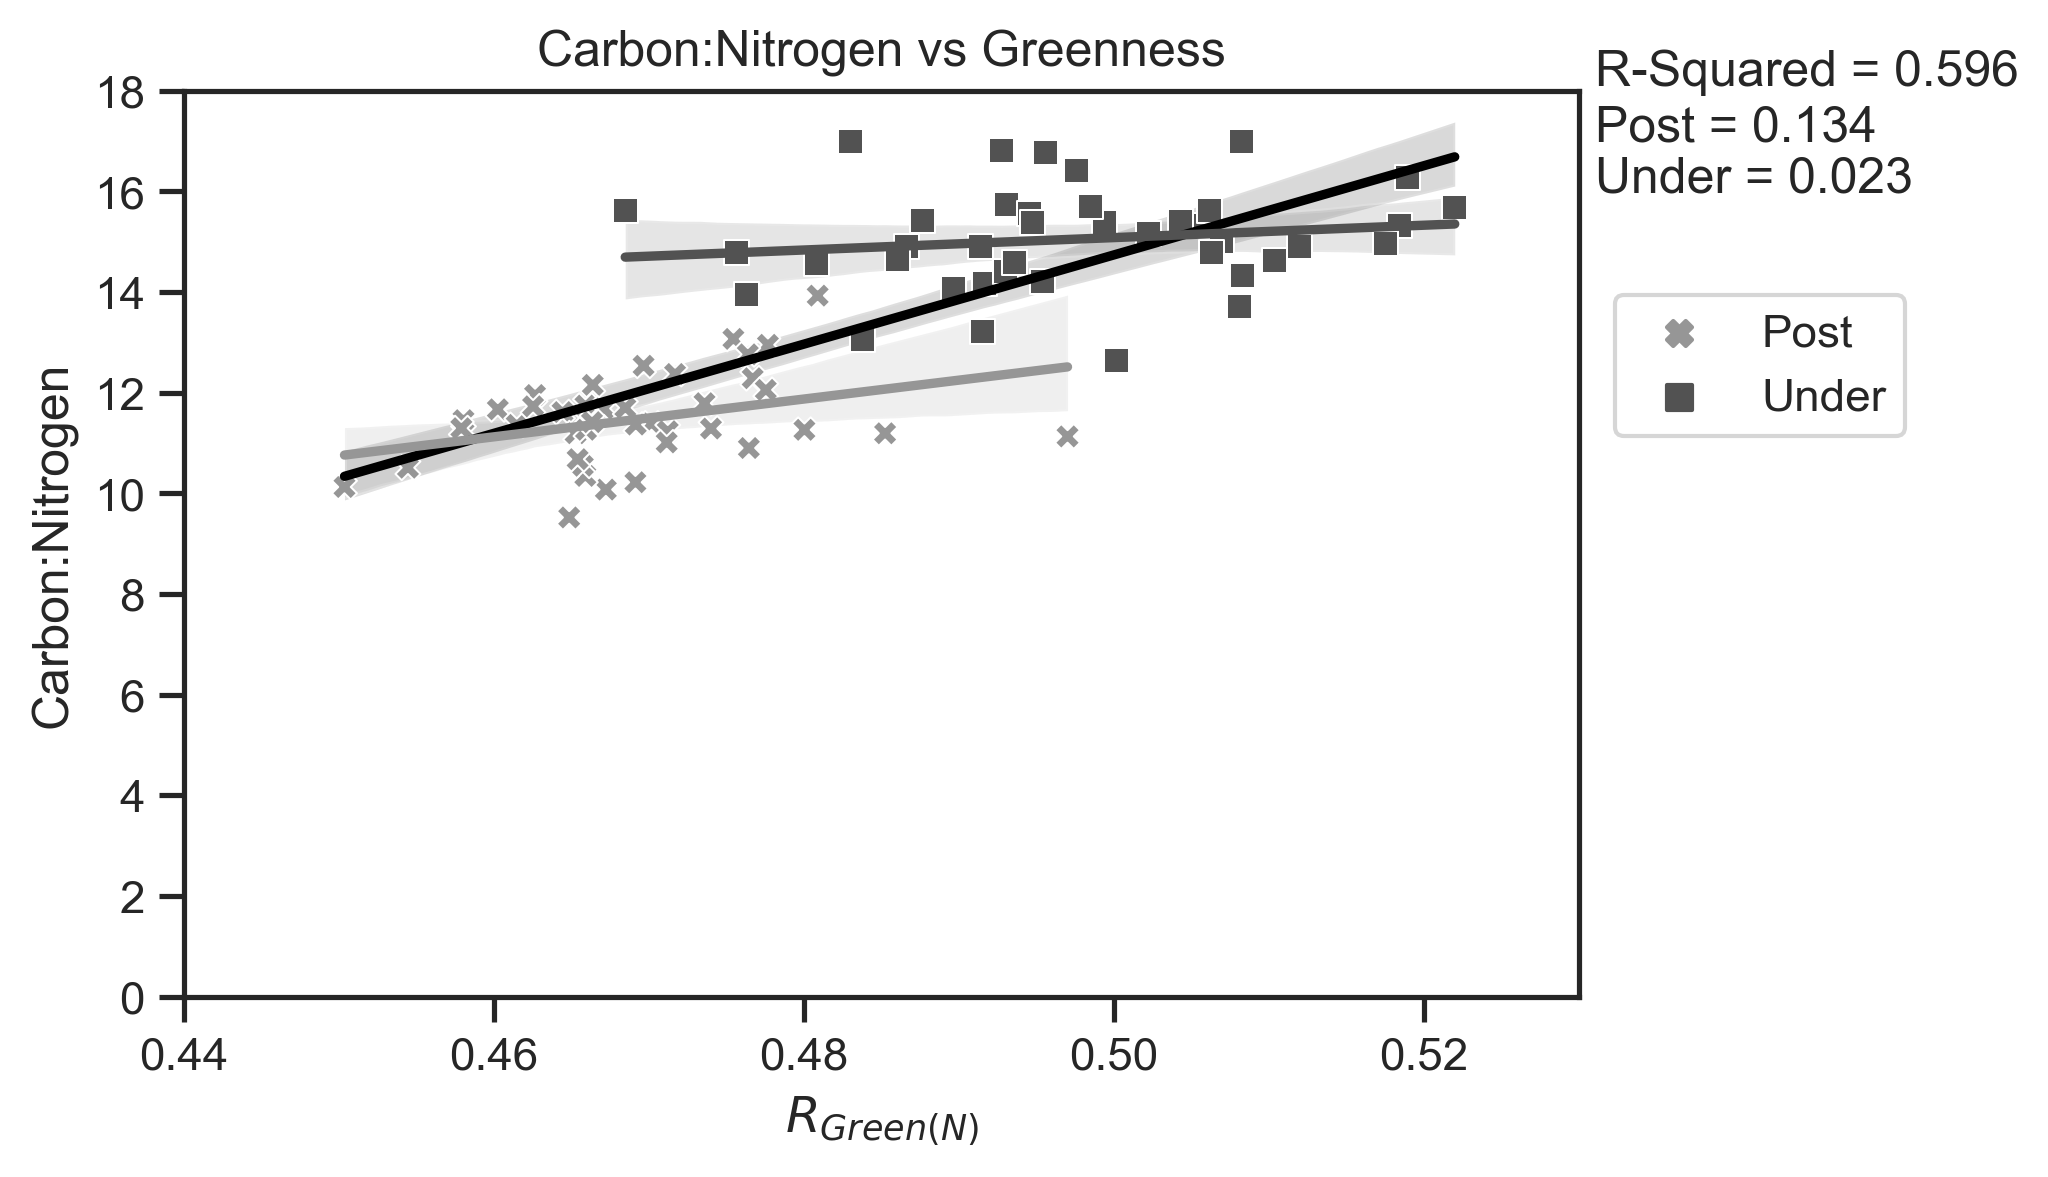 Carbon:Nitrogen vs Greenness
R-Squared = 0.596
Post = 0.134
Under = 0.023
18
16
14
12
10
8
6
4
2
0
Carbon:Nitrogen
Post
Under
0.44 0.46 0.48 0.50 0.52
R_{Green(N)}